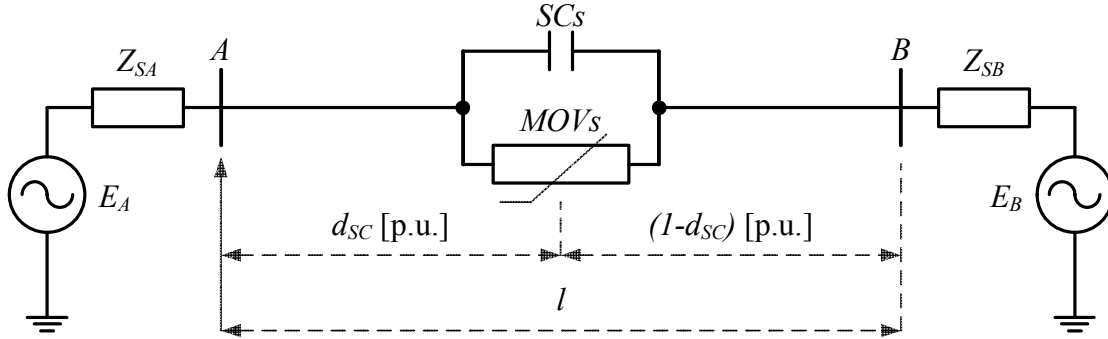 SCs
A
B
Z_SA
Z_SB
MOVs
E_A
E_B
d_SC [p.u.]
(1-d_SC) [p.u.]
l